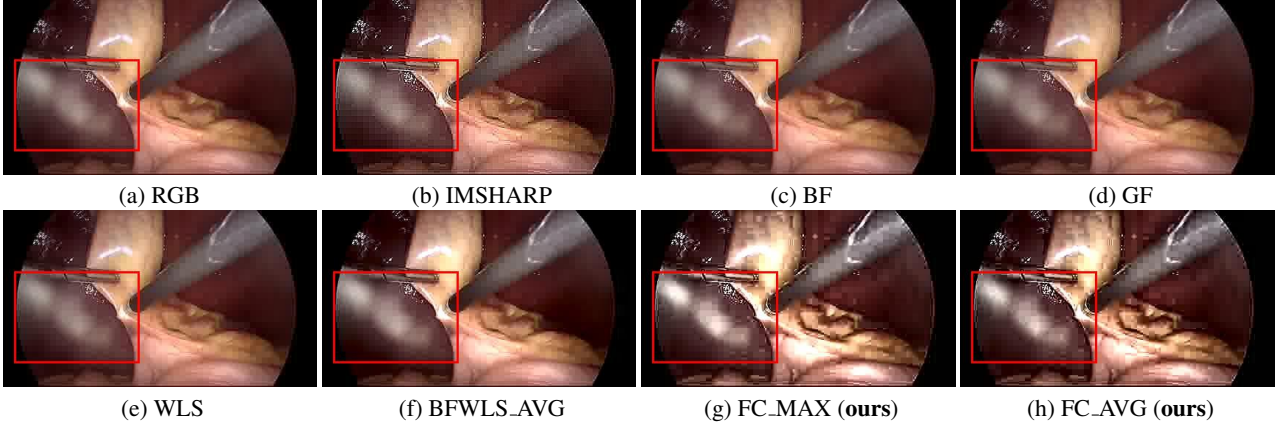 (a) RGB
(b) IMSHARP
(c) BF
(d) GF
(e) WLS
(f) BFWLS_AVG
(g) FC_MAX (ours)
(h) FC_AVG (ours)